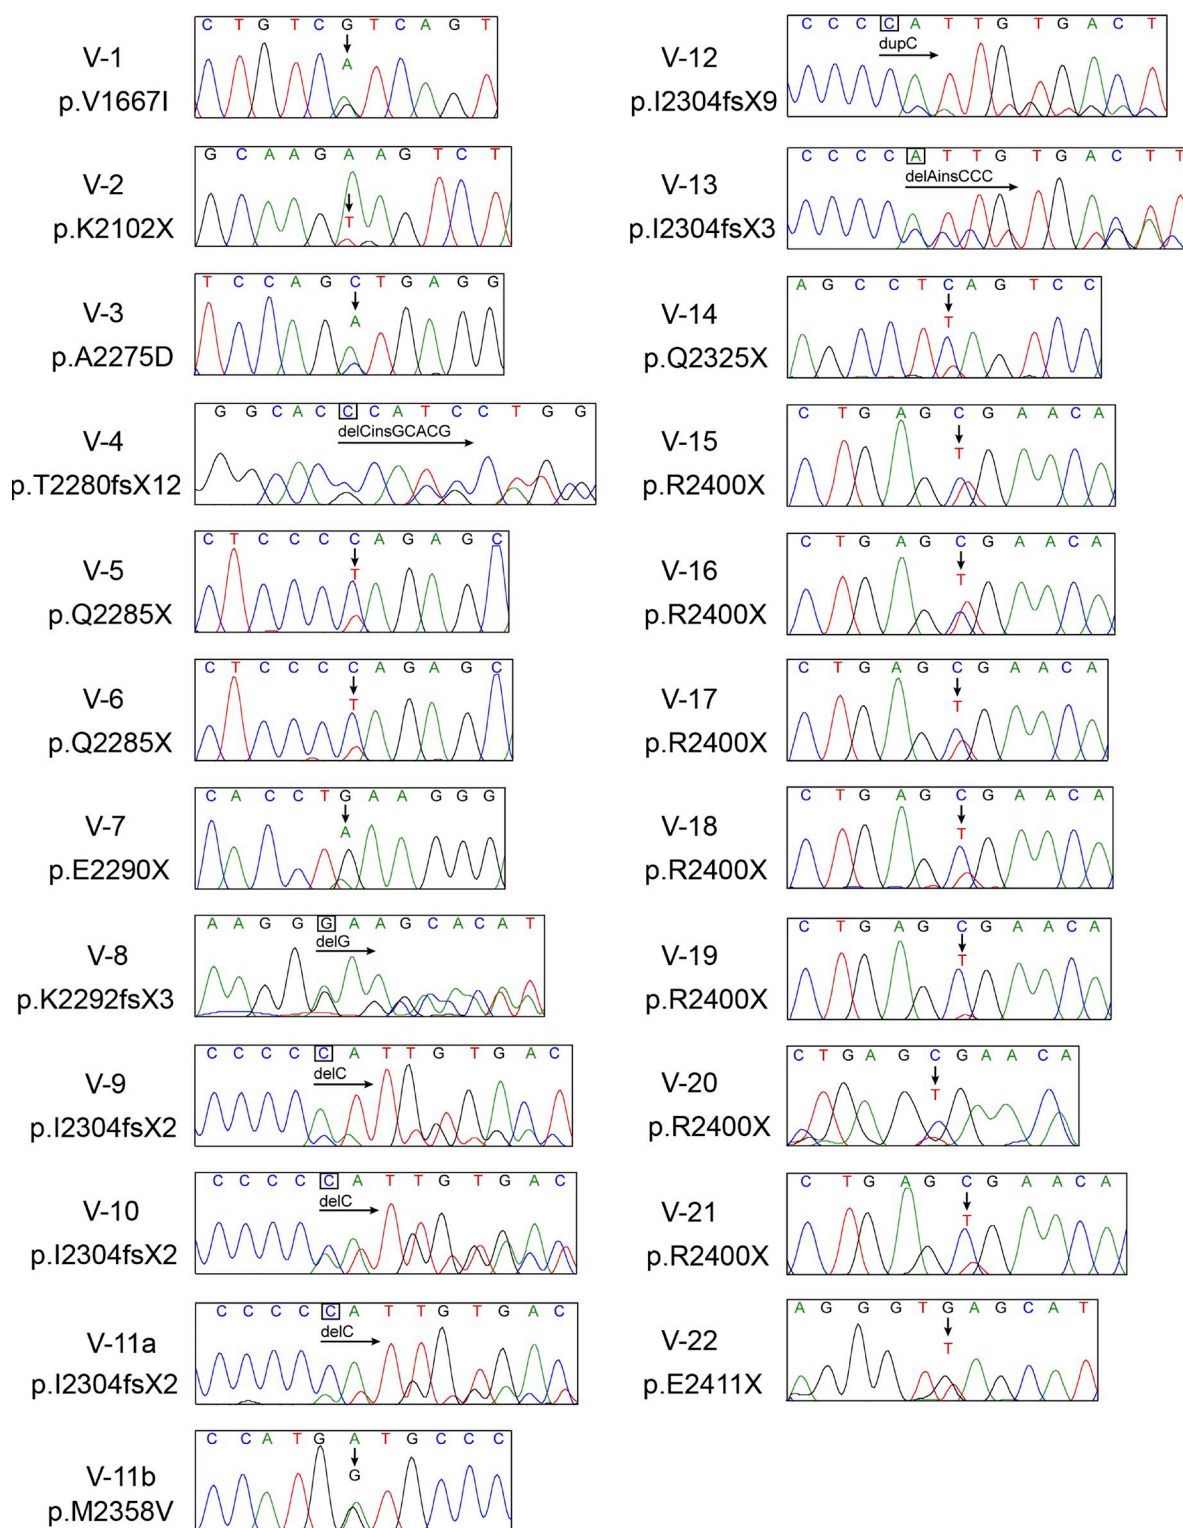 C T G T C G T C A G T
V-1
A
p.V1667I
G C A A G A A G T C T
V-2
T
p.K2102X
T C C A G C T G A G G
V-3
A
p.A2275D
G G C A C C C A T C C T G G
delCinsGCACG
V-4
p.T2280fsX12
C T C C C C A G A G C
V-5
T
p.Q2285X
C T C C C C A G A G C
V-6
T
p.Q2285X
C A C C T G A A G G G
V-7
A
p.E2290X
A A G G G A A G C A C A T
delG
V-8
p.K2292fsX3
C C C C C A T T G T G A C
delC
V-9
p.I2304fsX2
C C C C C A T T G T G A C
delC
V-10
p.I2304fsX2
C C C C C A T T G T G A C
delC
V-11a
p.I2304fsX2
C C A T G A T G C C C
V-11b
G
p.M2358V
C C C C A T T G T G A C T
dupC
V-12
p.I2304fsX9
C C C C A T T G T G A C T T
delAinsCCC
V-13
p.I2304fsX3
A G C C T C A G T C C
V-14
T
p.Q2325X
C T G A G C G A A C A
V-15
T
p.R2400X
C T G A G C G A A C A
V-16
T
p.R2400X
C T G A G C G A A C A
V-17
T
p.R2400X
C T G A G C G A A C A
V-18
T
p.R2400X
C T G A G C G A A C A
V-19
T
p.R2400X
C T G A G C G A A C A
V-20
T
p.R2400X
C T G A G C G A A C A
V-21
T
p.R2400X
A G G G T G A G C A T
V-22
T
p.E2411X